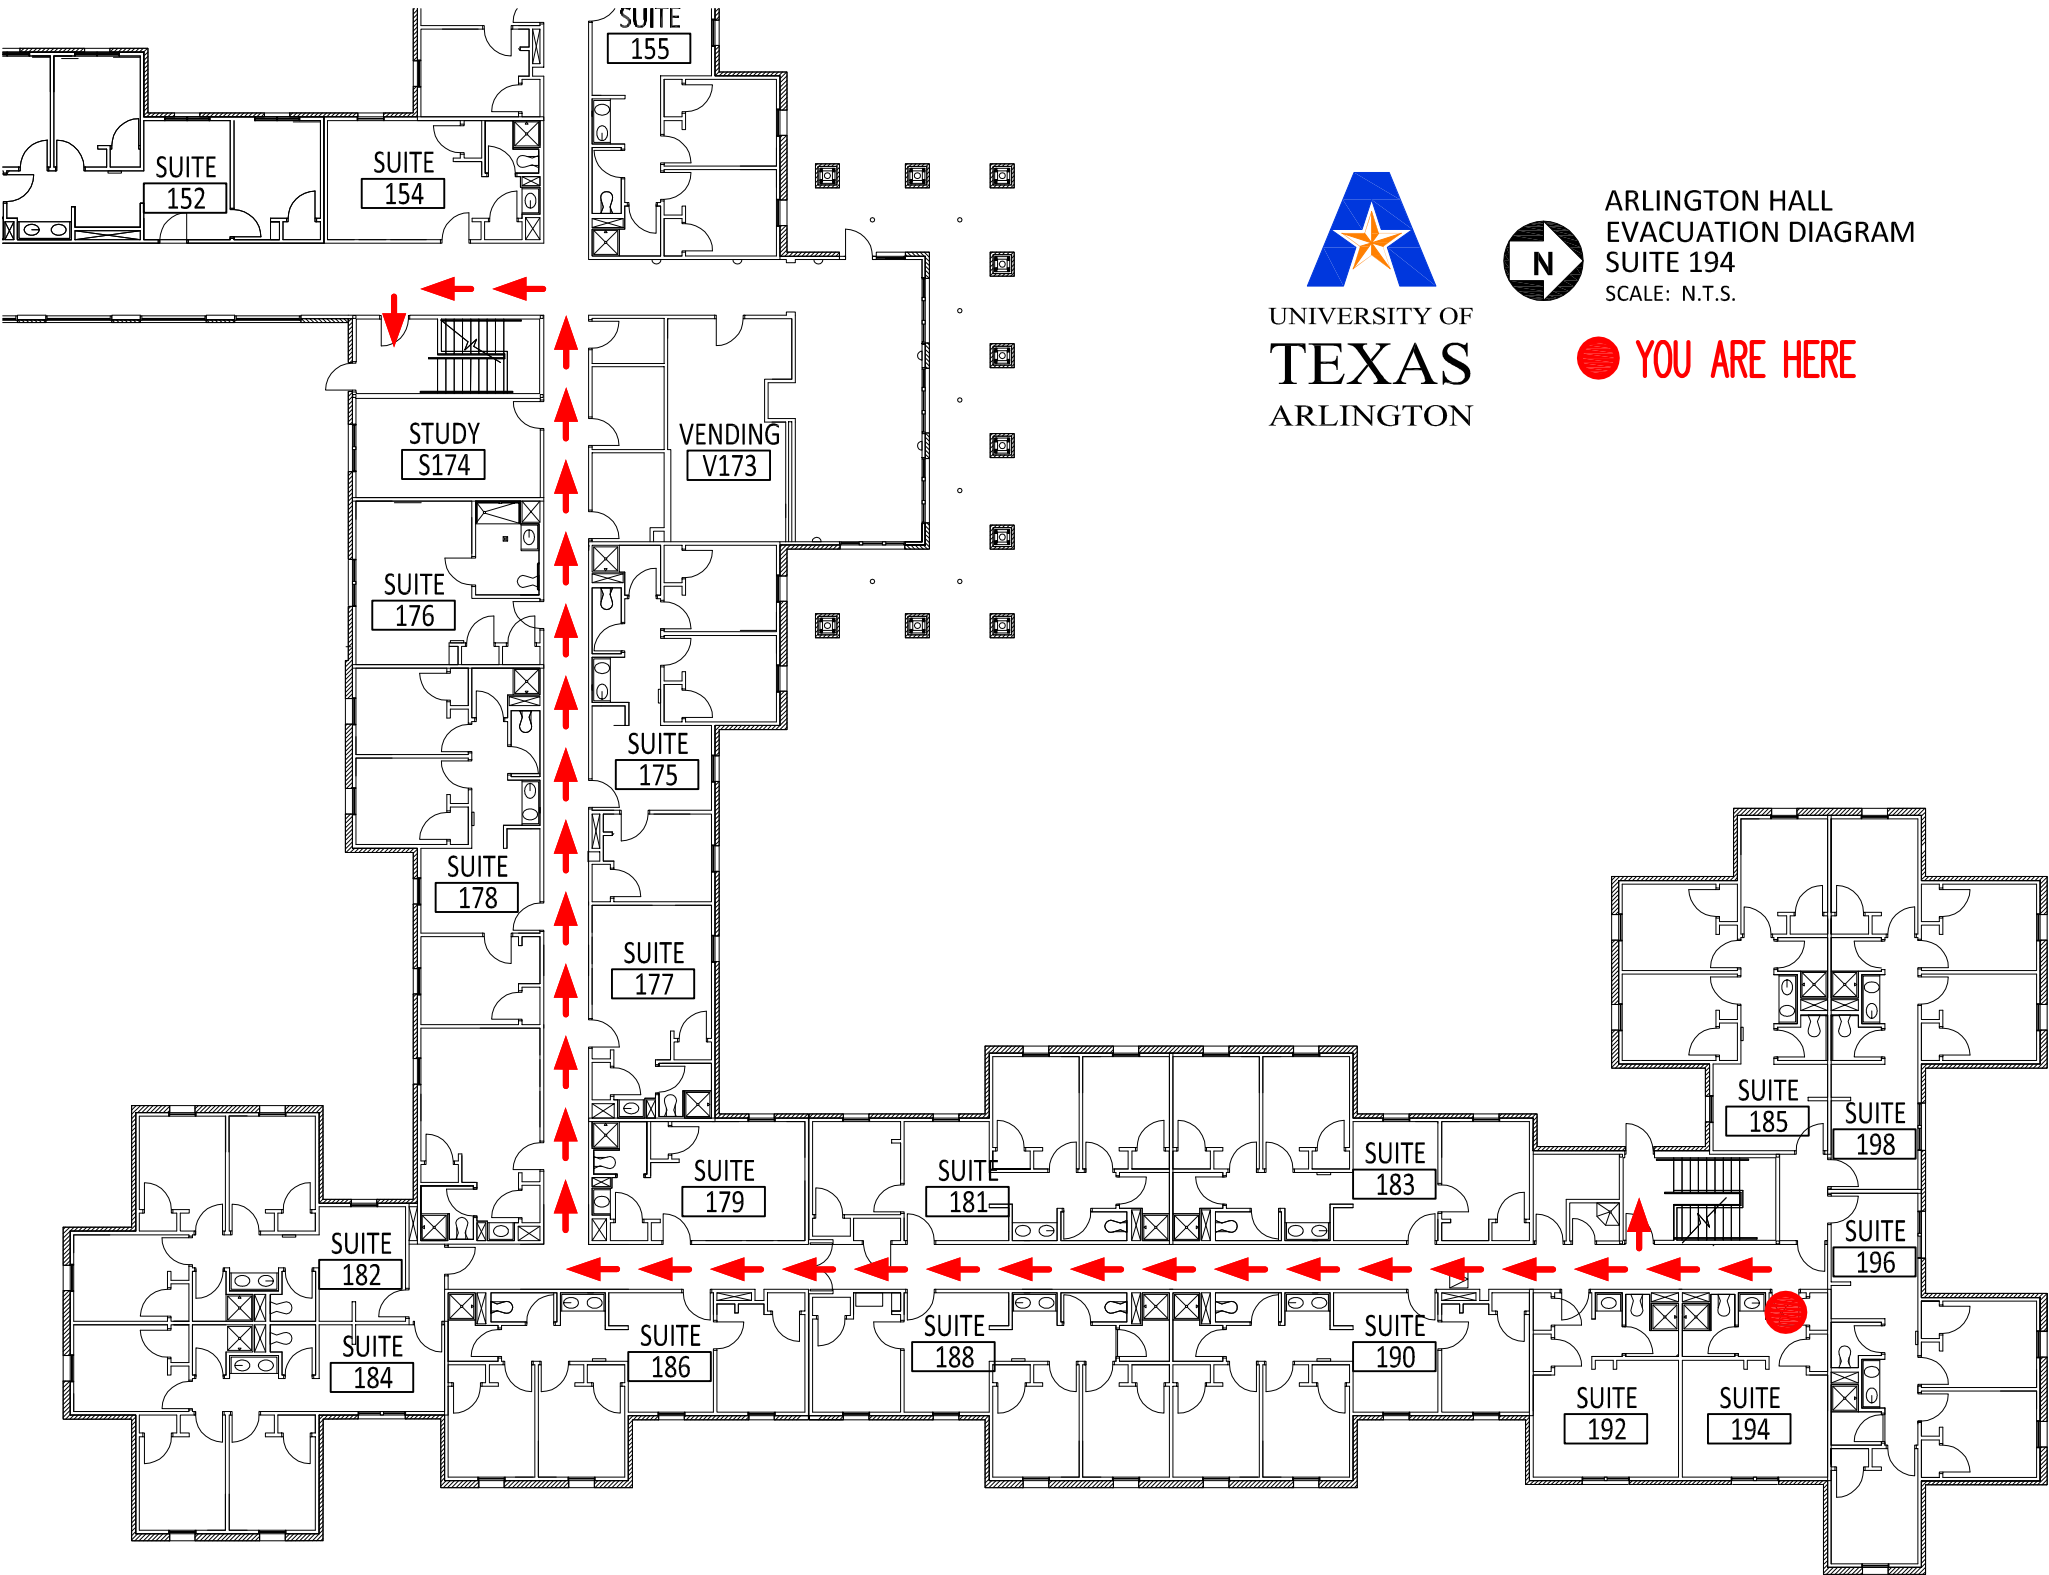 SUITE
155
SUITE
152
SUITE
154
ARLINGTON HALL
EVACUATION DIAGRAM
SUITE 194
SCALE: N.T.S.
N
YOU ARE HERE
UNIVERSITY OF
TEXAS
ARLINGTON
STUDY
S174
VENDING
V173
SUITE
176
SUITE
175
SUITE
178
SUITE
177
SUITE
185
SUITE
198
SUITE
179
SUITE
181
SUITE
183
SUITE
196
SUITE
182
SUITE
184
SUITE
186
SUITE
188
SUITE
190
SUITE
192
SUITE
194